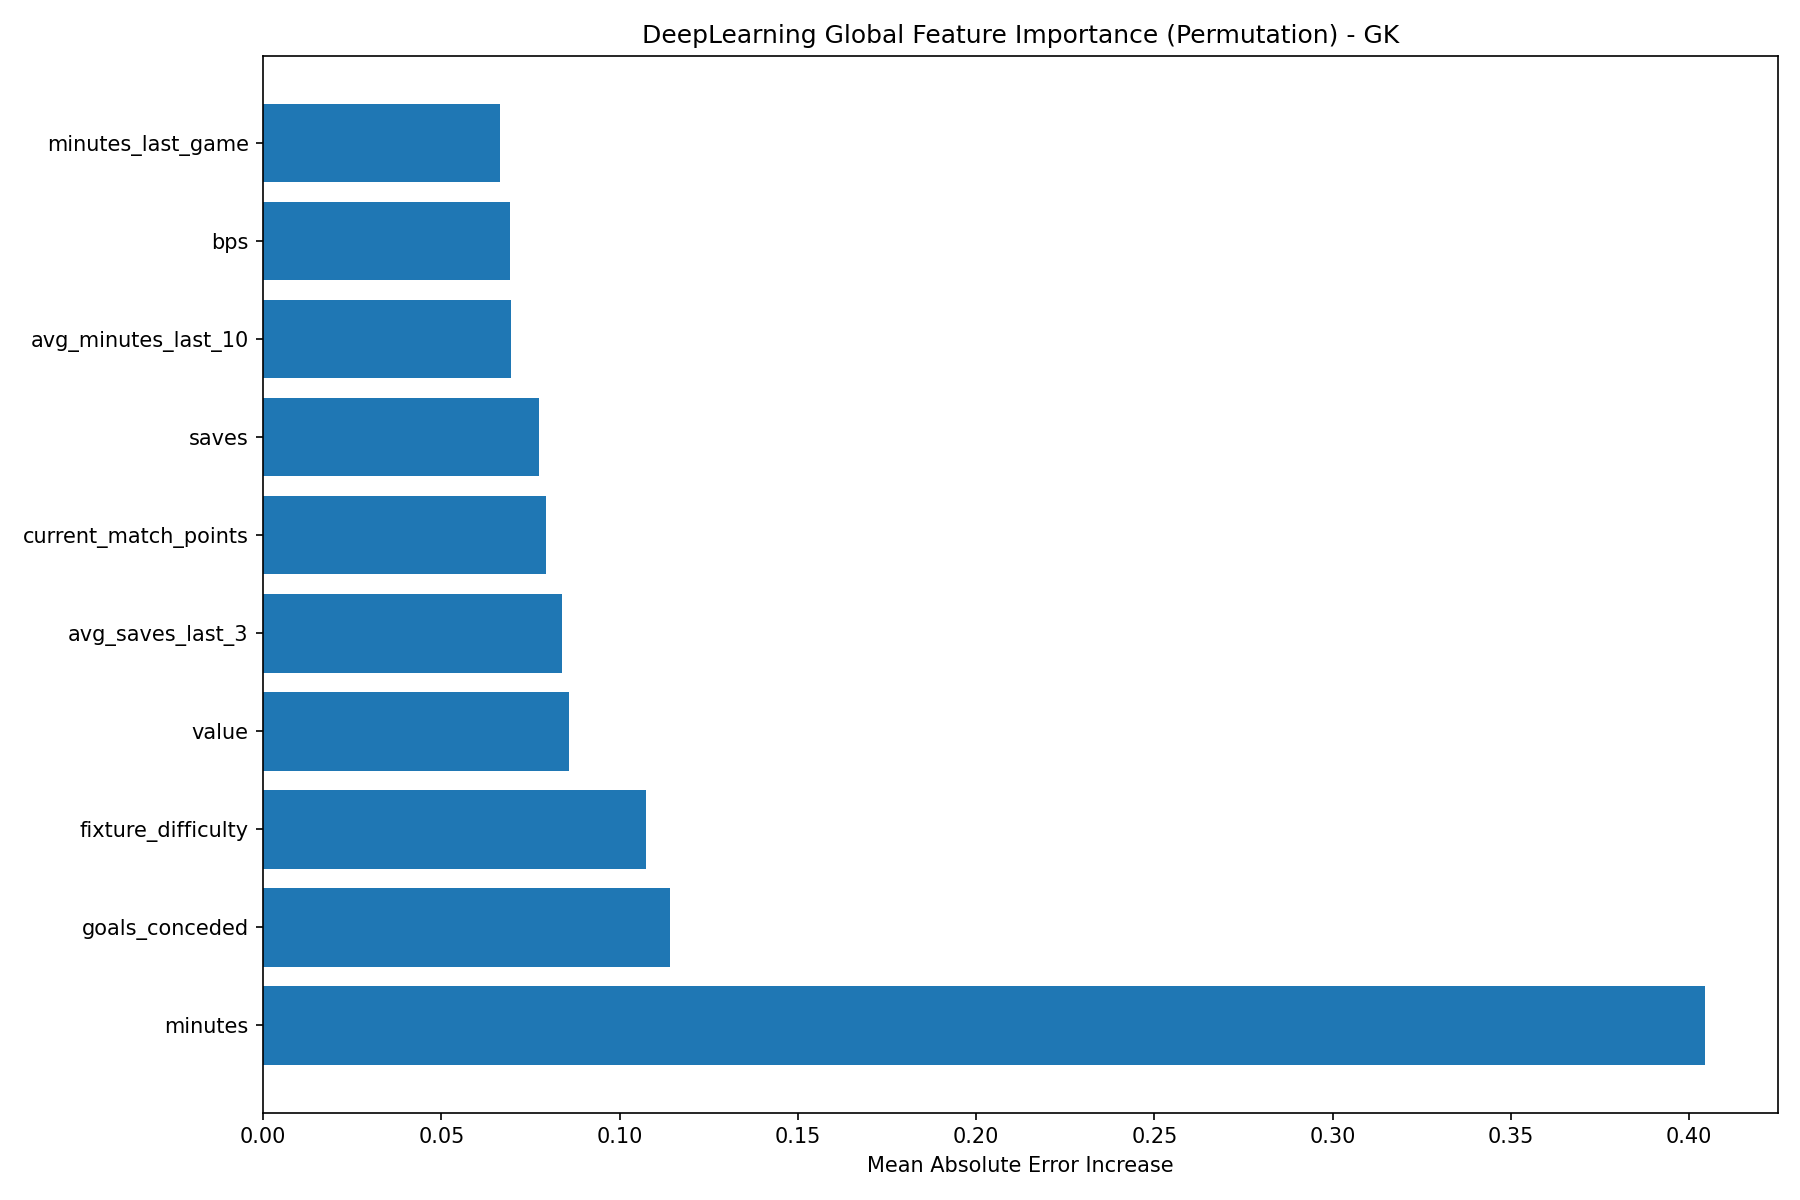 DeepLearning Global Feature Importance (Permutation) - GK
minutes_last_game
bps
avg_minutes_last_10
saves
current_match_points
avg_saves_last_3
value
fixture_difficulty
goals_conceded
minutes
0.00 0.05 0.10 0.15 0.20 0.25 0.30 0.35 0.40
Mean Absolute Error Increase